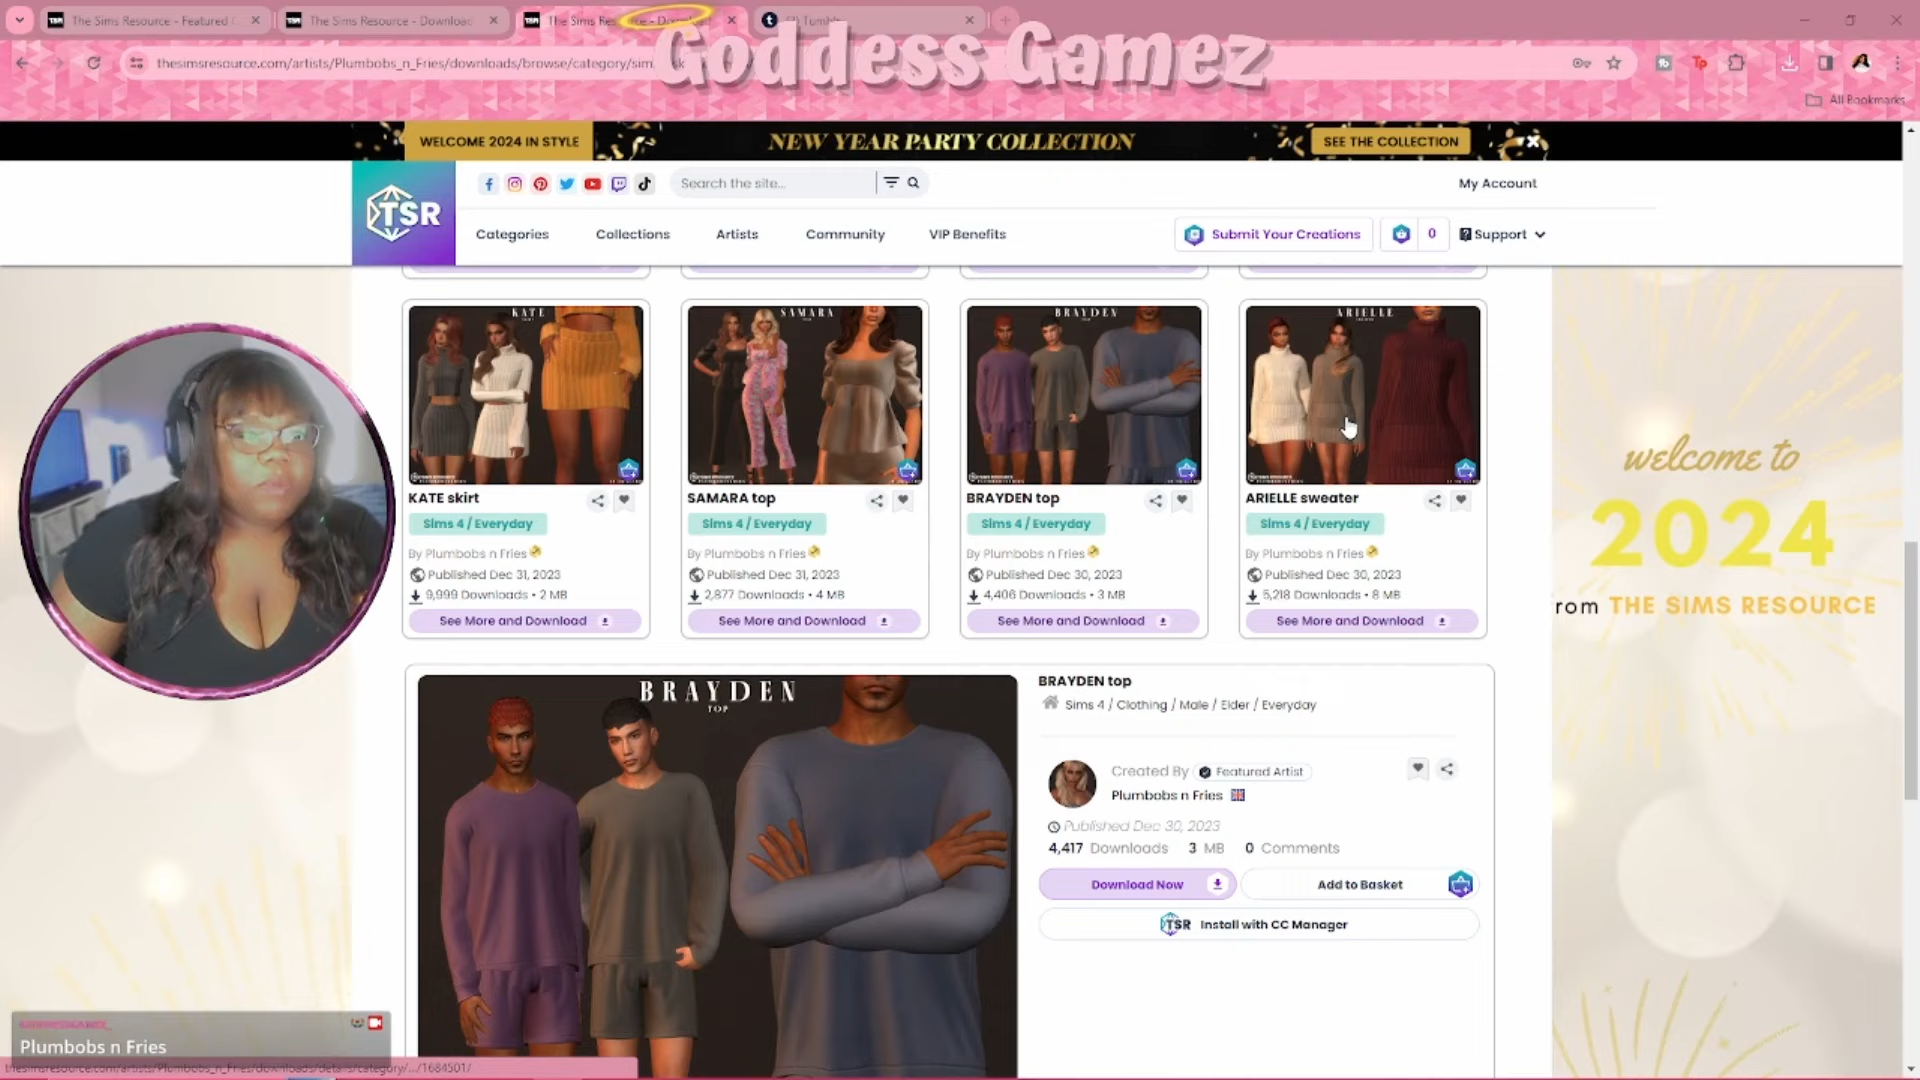 The Sims Resource - Featured
The Sims Resource - Download
Goddess Gamez
thesimsresource.com/artists/Plumbobs_n_Fries/downloads/browse/category/sim
All Bookmarks
WELCOME 2024 IN STYLE
NEW YEAR PARTY COLLECTION
SEE THE COLLECTION
TSR
Search the site...
My Account
Categories
Collections
Artists
Community
VIP Benefits
Submit Your Creations
0
Support
KATE
SAMARA
BRAYDEN
ARIELLE
KATE skirt
SAMARA top
BRAYDEN top
ARIELLE sweater
Sims 4 / Everyday
Sims 4 / Everyday
Sims 4 / Everyday
Sims 4 / Everyday
By Plumbobs n Fries
By Plumbobs n Fries
By Plumbobs n Fries
By Plumbobs n Fries
Published Dec 31, 2023
Published Dec 31, 2023
Published Dec 30, 2023
Published Dec 30, 2023
9,999 Downloads • 2 MB
2,877 Downloads • 4 MB
4,406 Downloads • 3 MB
5,218 Downloads • 8 MB
See More and Download
See More and Download
See More and Download
See More and Download
welcome to
2024
rom THE SIMS RESOURCE
BRAYDEN
TOP
BRAYDEN top
Sims 4 / Clothing / Male / Elder / Everyday
Created By Featured Artist
Plumbobs n Fries
Published Dec 30, 2023
4,417 Downloads 3 MB 0 Comments
Download Now
Add to Basket
TSR Install with CC Manager
Plumbobs n Fries
thesimsresource.com/artists/Plumbobs_n_Fries/downloads/details/category/.../1684501/